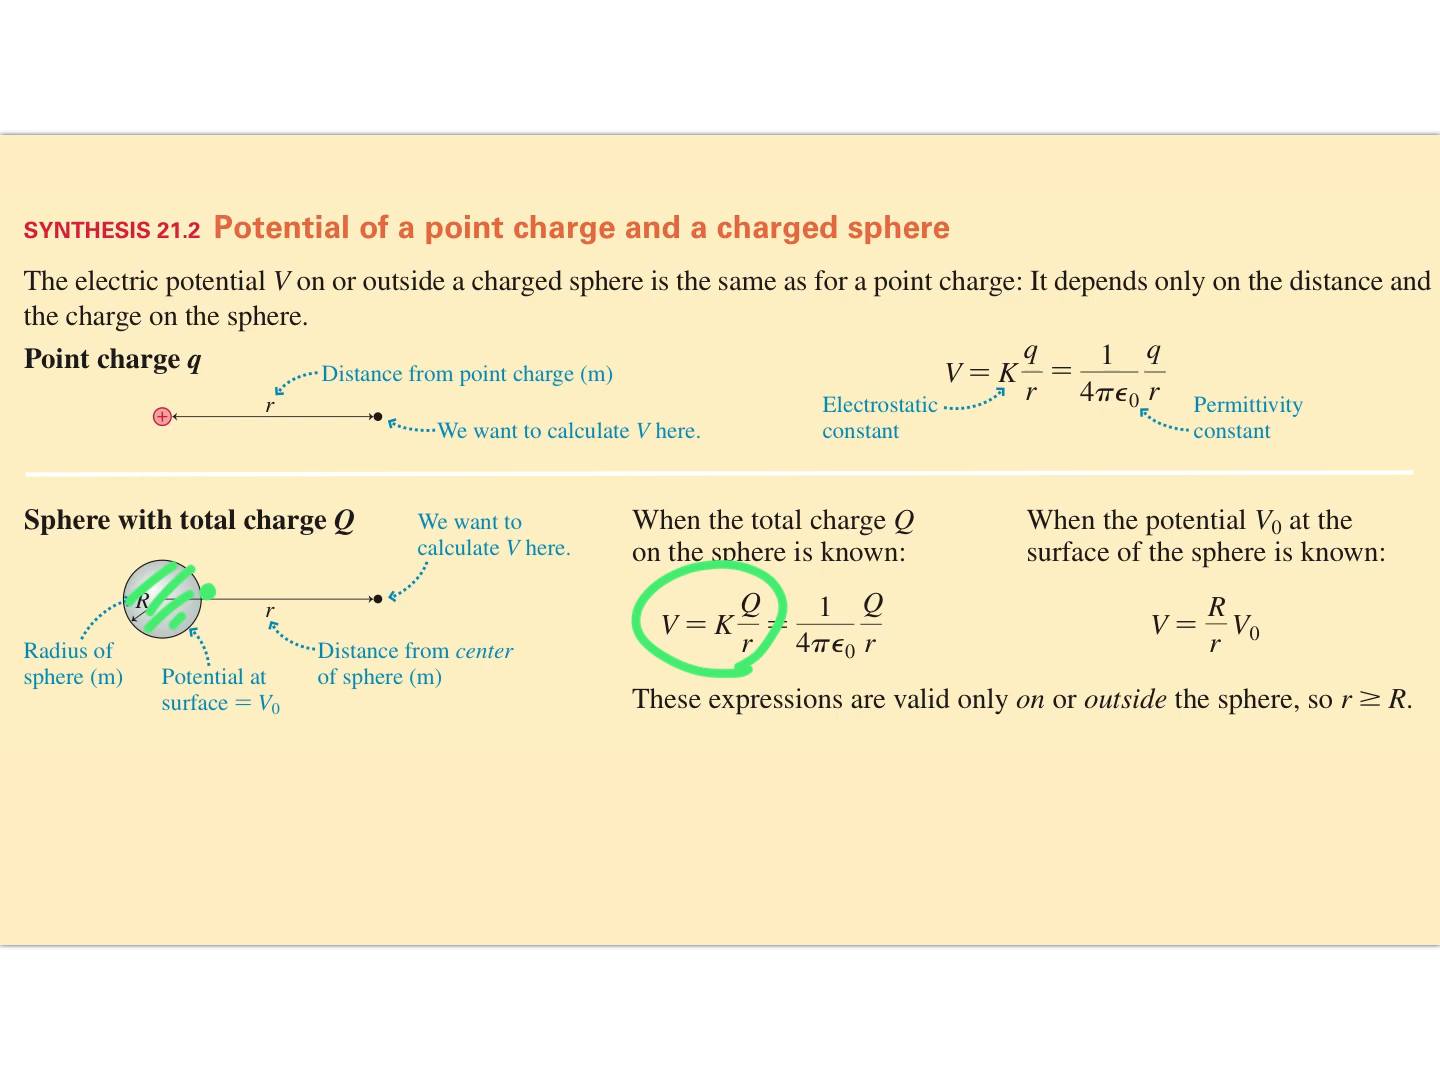 SYNTHESIS 21.2 Potential of a point charge and a charged sphere
The electric potential V on or outside a charged sphere is the same as for a point charge: It depends only on the distance and
the charge on the sphere.
Point charge q
Distance from point charge (m)
r
+
We want to calculate V here.
V = K q/r = 1/4πϵ₀ q/r
Electrostatic
constant
Permittivity
constant
Sphere with total charge Q
We want to
calculate V here.
R
r
Radius of
sphere (m)
Potential at
surface = V₀
Distance from center
of sphere (m)
When the total charge Q
on the sphere is known:
V = K Q/r = 1/4πϵ₀ Q/r
When the potential V₀ at the
surface of the sphere is known:
V = R/r V₀
These expressions are valid only on or outside the sphere, so r ≥ R.